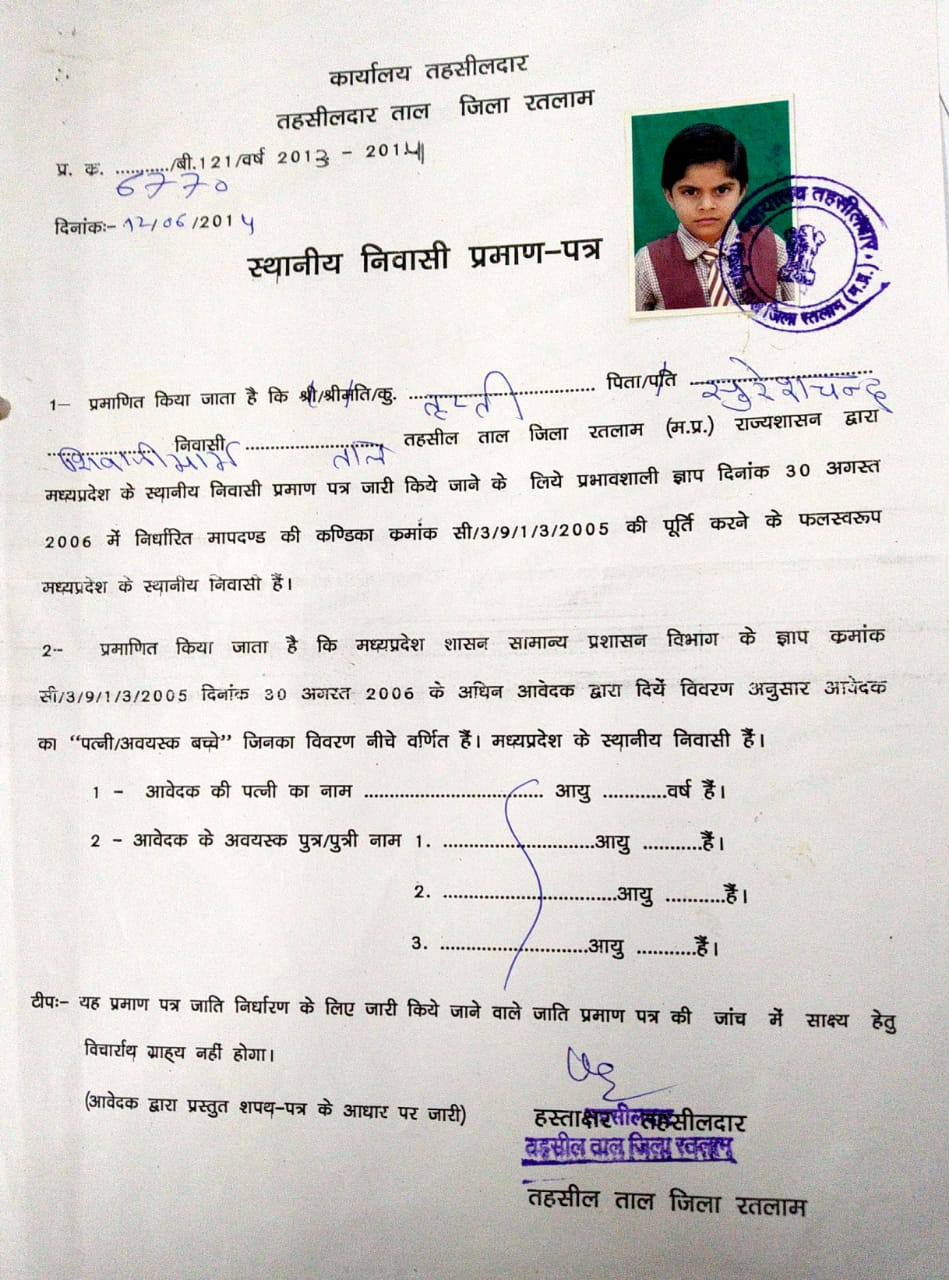 कार्यालय तहसीलदार
तहसीलदार ताल जिला रतलाम
प्र. क. .........../बी.121/वर्ष 2013 - 2014
6770
दिनांकः- 12/06/2014
स्थानीय निवासी प्रमाण-पत्र
1- प्रमाणित किया जाता है कि श्री/श्रीमति/कु. तृप्ती पिता/पति सुरेशचन्द्र
शिवाजी मार्ग निवासी ताल तहसील ताल जिला रतलाम (म.प्र.) राज्यशासन द्वारा
मध्यप्रदेश के स्थानीय निवासी प्रमाण पत्र जारी किये जाने के लिये प्रभावशाली ज्ञाप दिनांक 30 अगस्त
2006 में निर्धारित मापदण्ड की कण्डिका क्रमांक सी/3/9/1/3/2005 की पूर्ति करने के फलस्वरूप
मध्यप्रदेश के स्थानीय निवासी हैं।
2- प्रमाणित किया जाता है कि मध्यप्रदेश शासन सामान्य प्रशासन विभाग के ज्ञाप क्रमांक
सी/3/9/1/3/2005 दिनांक 30 अगस्त 2006 के अधिन आवेदक द्वारा दियें विवरण अनुसार आवेदक
का “पत्नी/अवयस्क बच्चे” जिनका विवरण नीचे वर्णित हैं। मध्यप्रदेश के स्थानीय निवासी हैं।
1 - आवेदक की पत्नी का नाम .................................. आयु ............वर्ष हैं।
2 - आवेदक के अवयस्क पुत्र/पुत्री नाम 1. .............................आयु ...........हैं।
2. .................................आयु ...........हैं।
3. ............................आयु ...........हैं।
टीपः- यह प्रमाण पत्र जाति निर्धारण के लिए जारी किये जाने वाले जाति प्रमाण पत्र की जांच में साक्ष्य हेतु
विचार्राथ ग्राह्य नहीं होगा।
(आवेदक द्वारा प्रस्तुत शपथ-पत्र के आधार पर जारी)
हस्ताक्षर तहसीलदार
तहसीलदार
तहसील ताल जिला रतलाम
तहसील ताल जिला रतलाम
न्यायालय तहसीलदार
जिला रतलाम (म.प्र.)